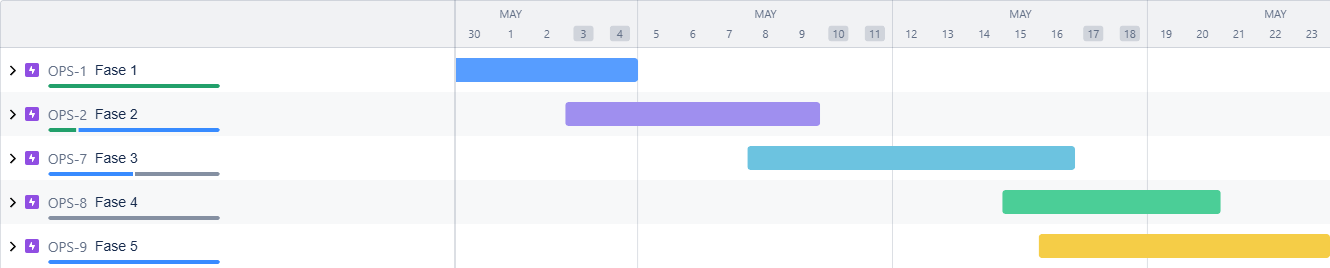 MAY MAY MAY MAY
30 1 2 3 4 5 6 7 8 9 10 11 12 13 14 15 16 17 18 19 20 21 22 23
OPS-1 Fase 1
OPS-2 Fase 2
OPS-7 Fase 3
OPS-8 Fase 4
OPS-9 Fase 5